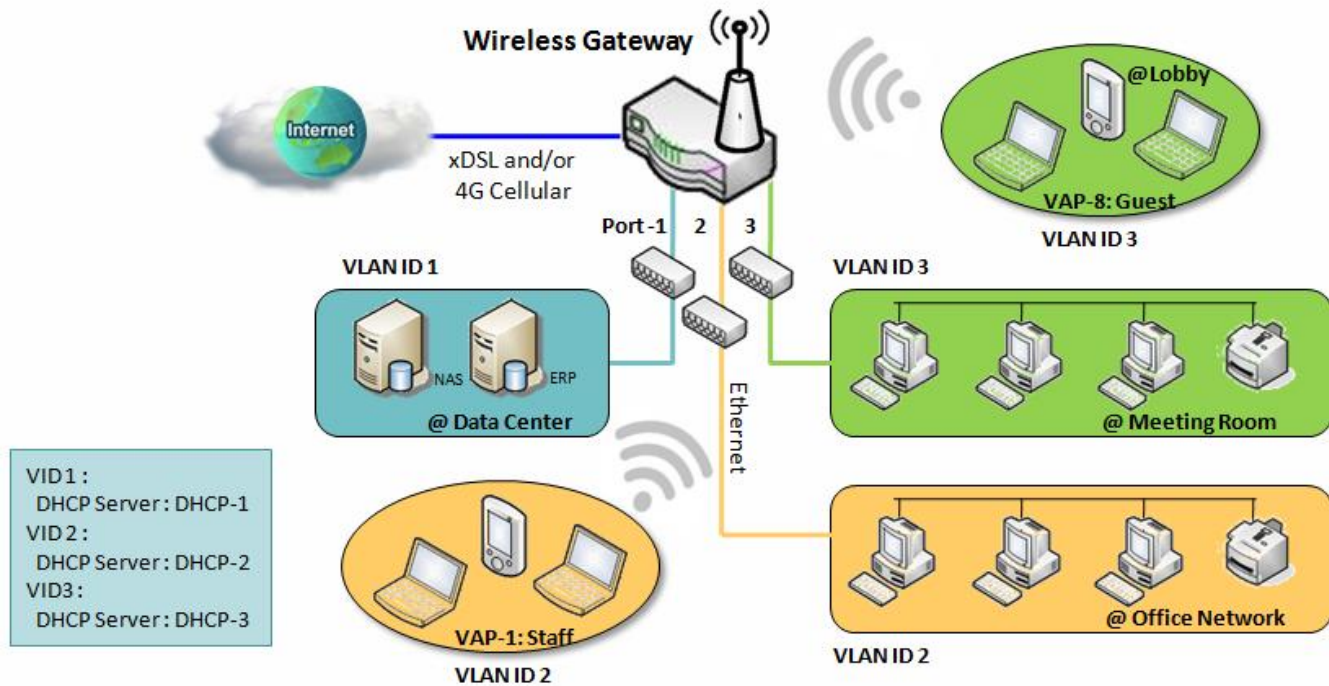 Wireless Gateway
Internet
xDSL and/or
4G Cellular
@Lobby
VAP-8: Guest
VLAN ID 3
Port -1 2 3
VLAN ID 1
NAS
ERP
@ Data Center
VLAN ID 3
@ Meeting Room
Ethernet
VID1 :
DHCP Server : DHCP-1
VID2 :
DHCP Server : DHCP-2
VID3:
DHCP Server : DHCP-3
VAP-1: Staff
VLAN ID 2
@ Office Network
VLAN ID 2